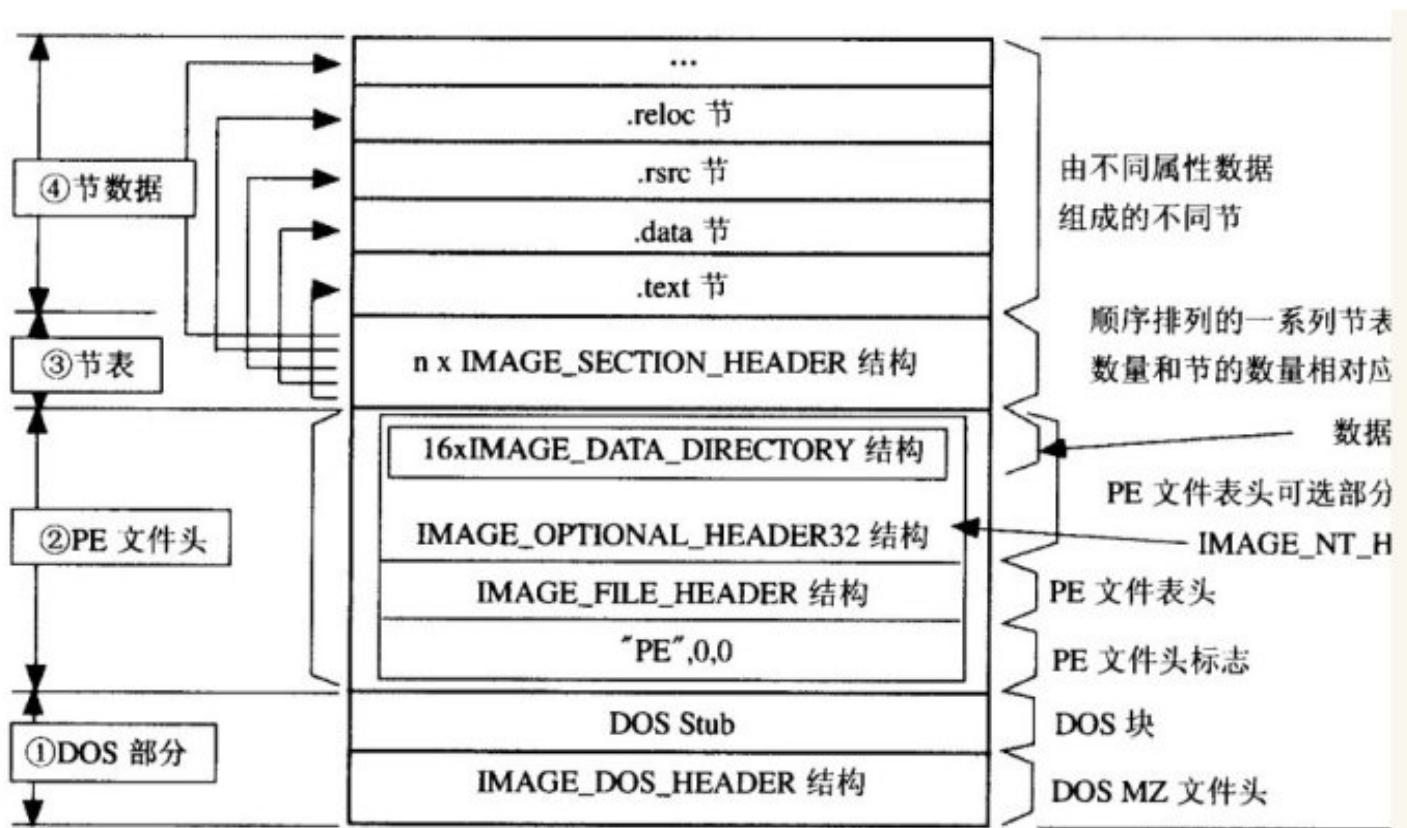 ...
.reloc 节
.rsrc 节
.data 节
.text 节
④节数据
由不同属性数据
组成的不同节
③节表
n x IMAGE_SECTION_HEADER 结构
顺序排列的一系列节表
数量和节的数量相对应
②PE 文件头
16xIMAGE_DATA_DIRECTORY 结构
IMAGE_OPTIONAL_HEADER32 结构
IMAGE_FILE_HEADER 结构
"PE",0,0
数据
PE 文件表头可选部分
IMAGE_NT_H
PE 文件表头
PE 文件头标志
①DOS 部分
DOS Stub
IMAGE_DOS_HEADER 结构
DOS 块
DOS MZ 文件头